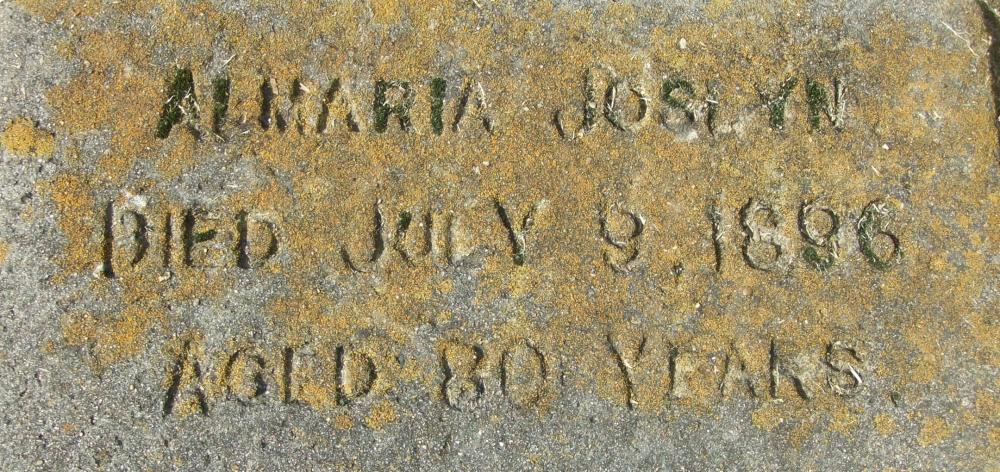 ALMARIA JOSLYN
DIED JULY 9, 1896
AGED 80 YEARS.